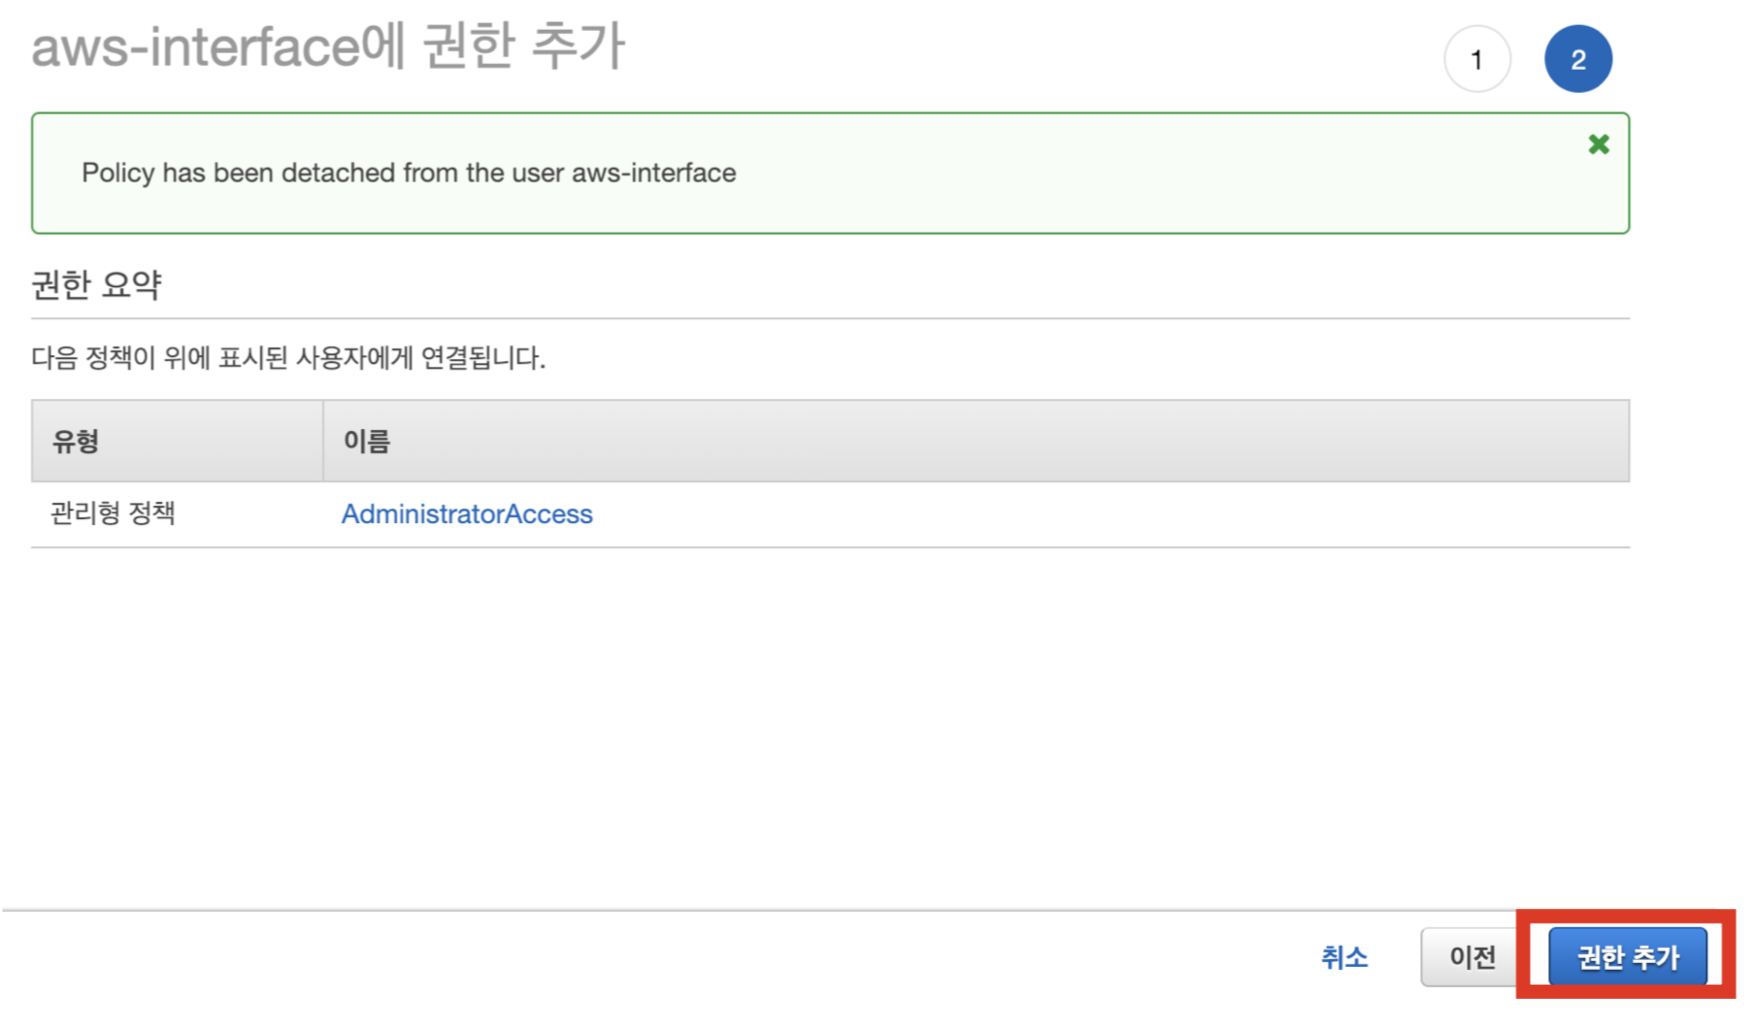 aws-interface에 권한 추가
1
2
Policy has been detached from the user aws-interface
권한 요약
다음 정책이 위에 표시된 사용자에게 연결됩니다.
유형 이름
관리형 정책 AdministratorAccess
취소 이전 권한 추가